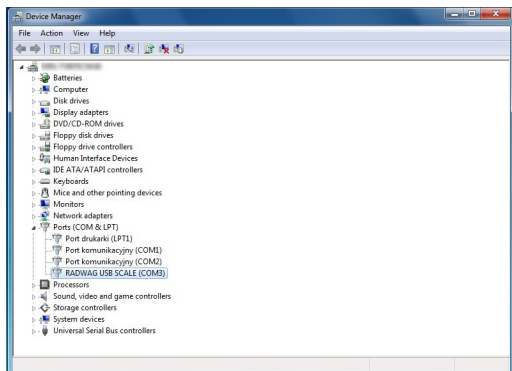 Device Manager
File Action View Help
Batteries
Computer
Disk drives
Display adapters
DVD/CD-ROM drives
Floppy disk drives
Floppy drive controllers
Human Interface Devices
IDE ATA/ATAPI controllers
Keyboards
Mice and other pointing devices
Monitors
Network adapters
Ports (COM & LPT)
Port drukarki (LPT1)
Port komunikacyjny (COM1)
Port komunikacyjny (COM2)
RADWAG USB SCALE (COM3)
Processors
Sound, video and game controllers
Storage controllers
System devices
Universal Serial Bus controllers